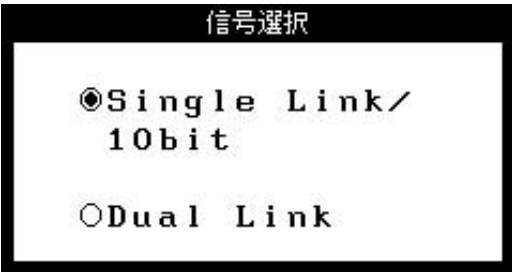 信号選択
◉Single Link/
10bit
○Dual Link